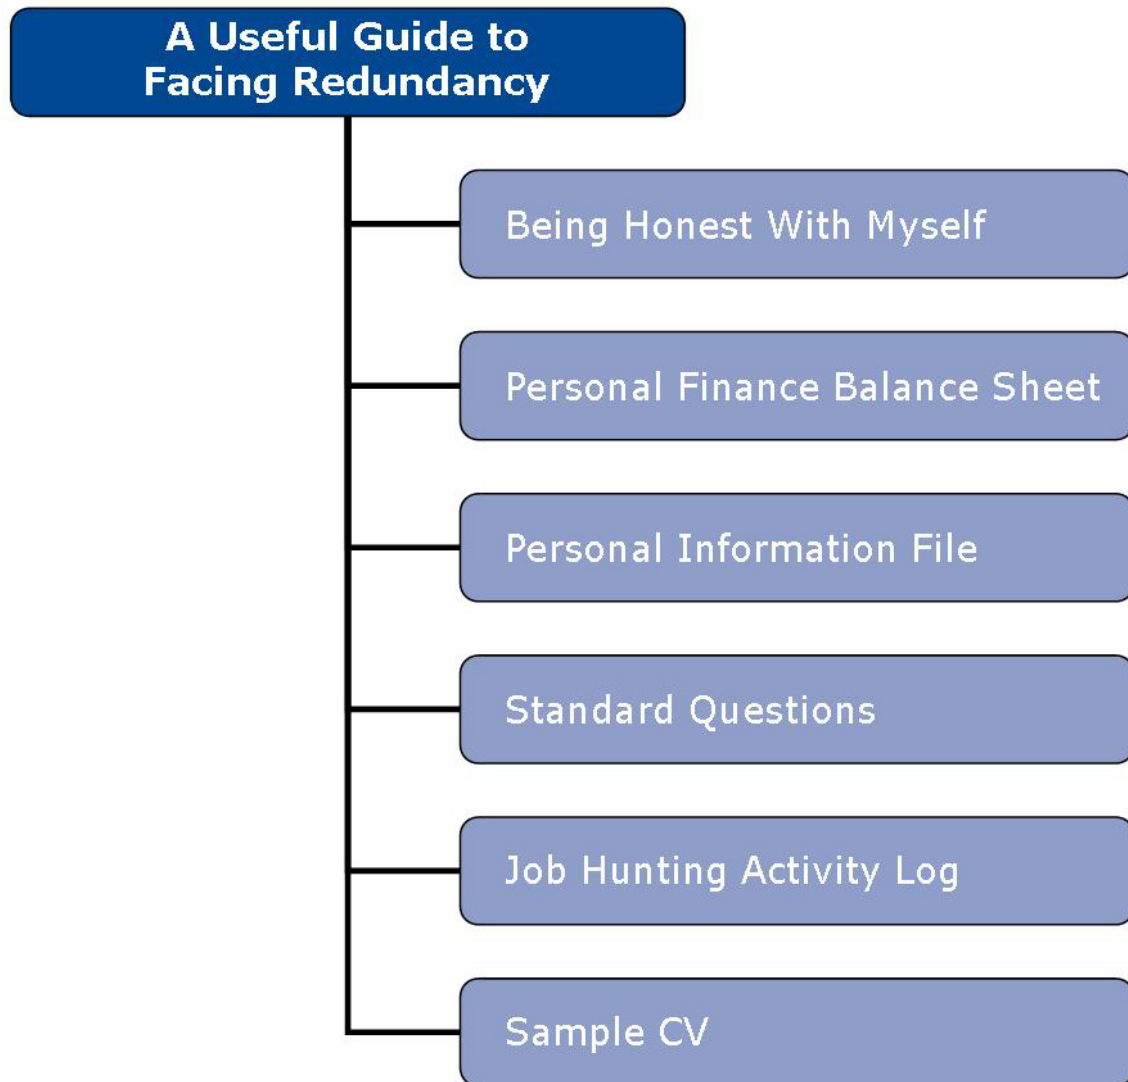 A Useful Guide to
Facing Redundancy
Being Honest With Myself
Personal Finance Balance Sheet
Personal Information File
Standard Questions
Job Hunting Activity Log
Sample CV